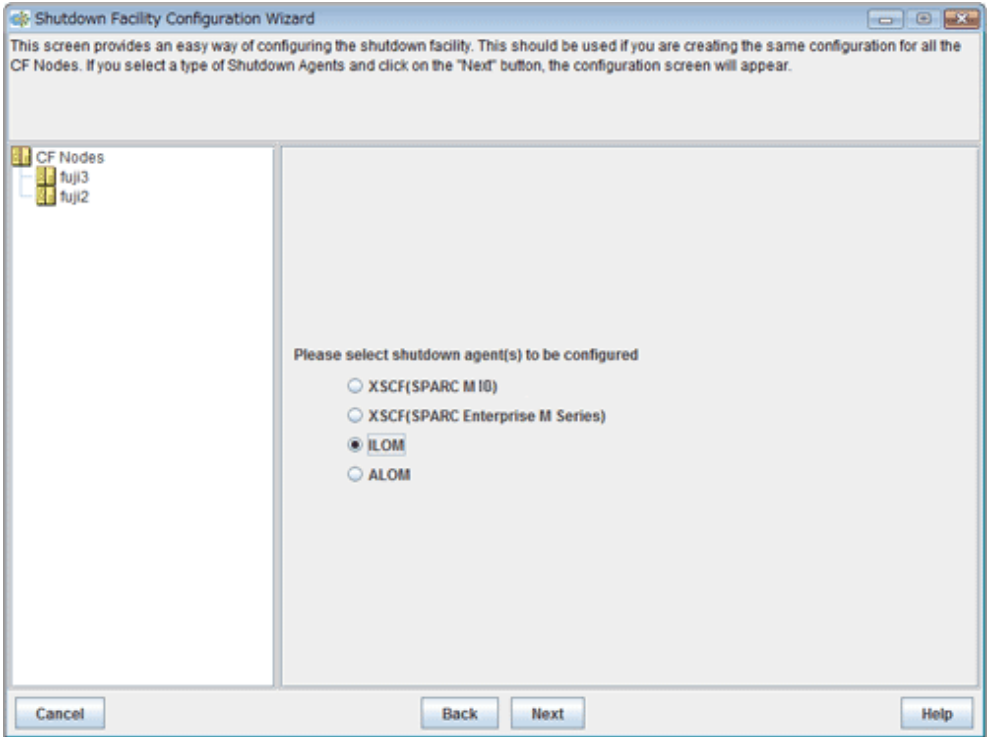 Shutdown Facility Configuration Wizard
This screen provides an easy way of configuring the shutdown facility. This should be used if you are creating the same configuration for all the
CF Nodes. If you select a type of Shutdown Agents and click on the "Next" button, the configuration screen will appear.
CF Nodes
fuji3
fuji2
Please select shutdown agent(s) to be configured
XSCF(SPARC M10)
XSCF(SPARC Enterprise M Series)
ILOM
ALOM
Cancel
Back
Next
Help